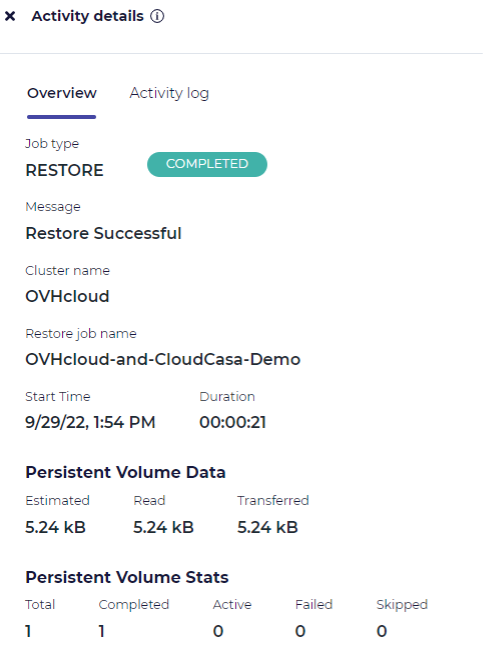 Activity details
Overview Activity log
Job type
RESTORE COMPLETED
Message
Restore Successful
Cluster name
OVHcloud
Restore job name
OVHcloud-and-CloudCasa-Demo
Start Time Duration
9/29/22, 1:54 PM 00:00:21
Persistent Volume Data
Estimated Read Transferred
5.24 kB 5.24 kB 5.24 kB
Persistent Volume Stats
Total Completed Active Failed Skipped
1 1 0 0 0